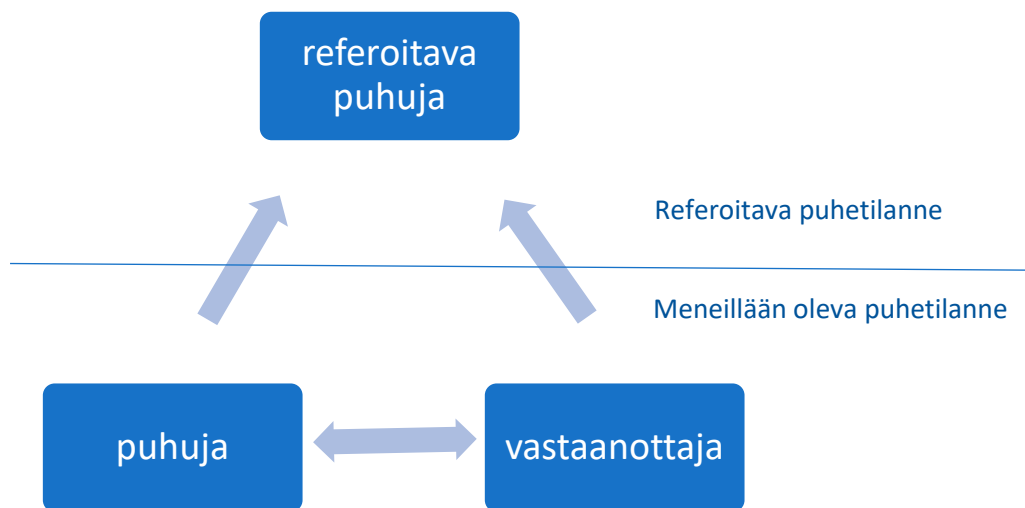 referoitava
puhuja
Referoitava puhetilanne
Meneillään oleva puhetilanne
puhuja
vastaanottaja